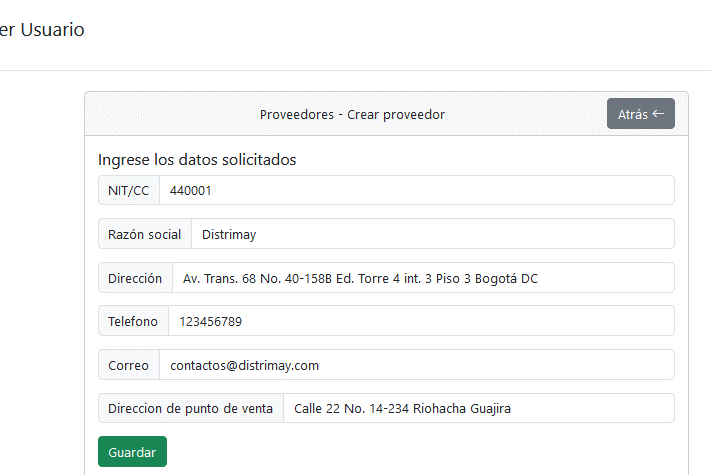 er Usuario
Proveedores - Crear proveedor
Atrás ←
Ingrese los datos solicitados
NIT/CC 440001
Razón social Distrimay
Dirección Av. Trans. 68 No. 40-158B Ed. Torre 4 int. 3 Piso 3 Bogotá DC
Telefono 123456789
Correo contactos@distrimay.com
Direccion de punto de venta Calle 22 No. 14-234 Riohacha Guajira
Guardar